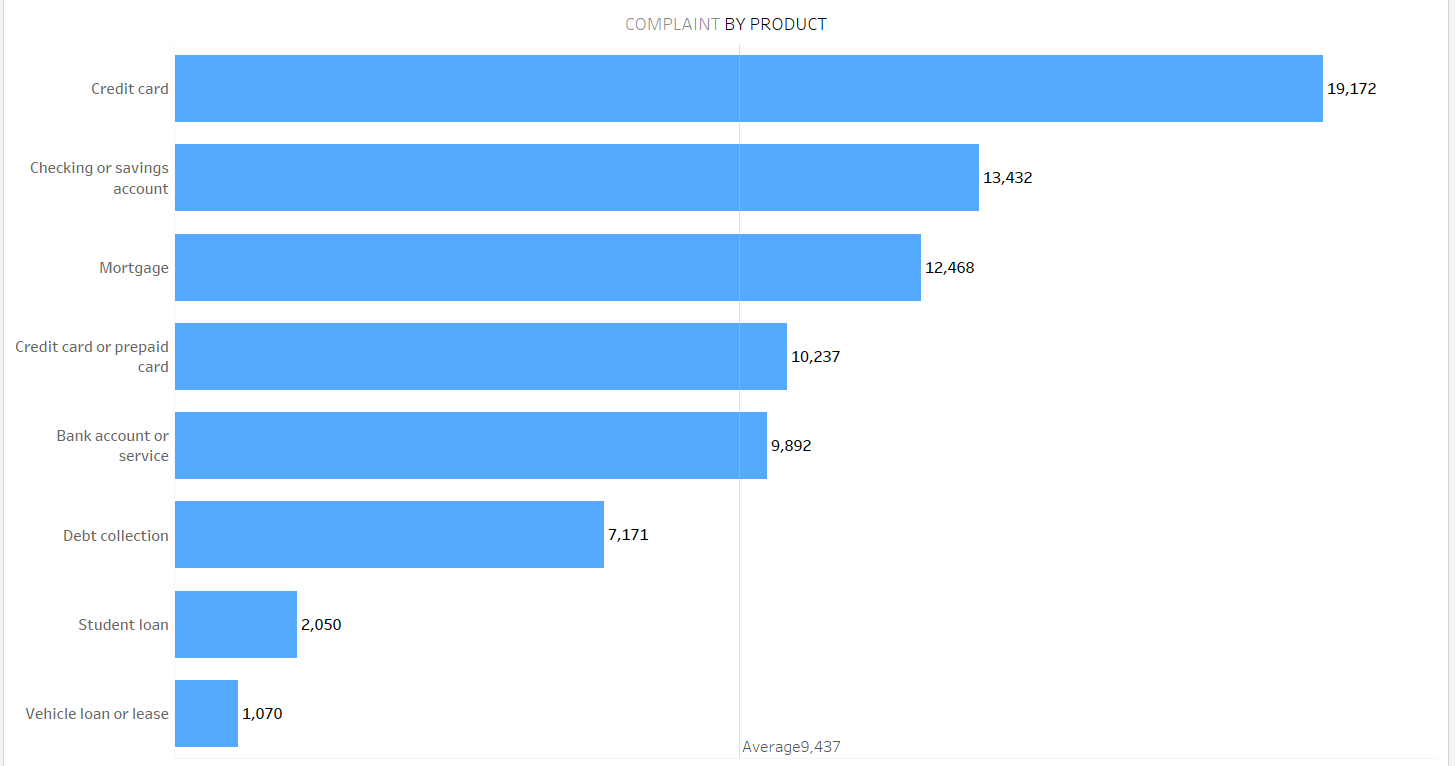 COMPLAINT BY PRODUCT
Credit card
19,172
Checking or savings
account
13,432
Mortgage
12,468
Credit card or prepaid
card
10,237
Bank account or
service
9,892
Debt collection
7,171
Student loan
2,050
Vehicle loan or lease
1,070
Average9,437